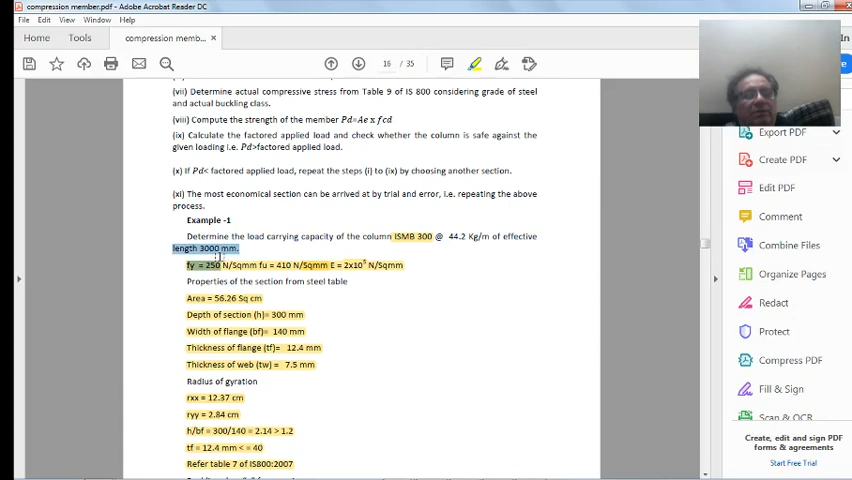 compression member.pdf - Adobe Acrobat Reader DC
File Edit View Window Help
Home Tools compression memb... ×
16 / 35
(vii) Determine actual compressive stress from Table 9 of IS 800 considering grade of steel
and actual buckling class.
(viii) Compute the strength of the member Pd=Ae x fcd
(ix) Calculate the factored applied load and check whether the column is safe against the
given loading i.e. Pd>factored applied load.
(x) If Pd< factored applied load, repeat the steps (i) to (ix) by choosing another section.
(xi) The most economical section can be arrived at by trial and error, i.e. repeating the above
process.
Example -1
Determine the load carrying capacity of the column ISMB 300 @ 44.2 Kg/m of effective
length 3000 mm.
fy = 250 N/Sqmm fu = 410 N/Sqmm E = 2x10⁵ N/Sqmm
Properties of the section from steel table
Area = 56.26 Sq cm
Depth of section (h)= 300 mm
Width of flange (bf)= 140 mm
Thickness of flange (tf)= 12.4 mm
Thickness of web (tw) = 7.5 mm
Radius of gyration
rxx = 12.37 cm
ryy = 2.84 cm
h/bf = 300/140 = 2.14 > 1.2
tf = 12.4 mm < = 40
Refer table 7 of IS800:2007
Export PDF
Create PDF
Edit PDF
Comment
Combine Files
Organize Pages
Redact
Protect
Compress PDF
Fill & Sign
Scan & OCR
Create, edit and sign PDF
forms & agreements
Start Free Trial